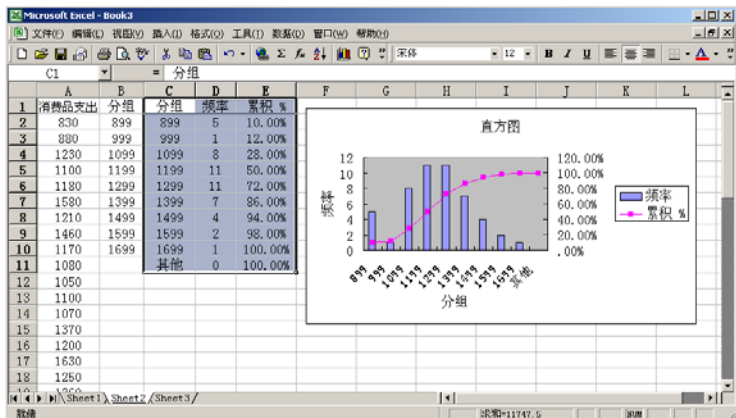 Microsoft Excel - Book3
文件(F) 编辑(E) 视图(V) 插入(I) 格式(O) 工具(T) 数据(D) 窗口(W) 帮助(H)
宋体 12 B I U
C1 = 分组
A B C D E F G H I J K L
1 消费品支出 分组 分组 频率 累积 %
2 830 899 899 5 10.00%
3 880 999 999 1 12.00%
4 1230 1099 1099 8 28.00%
5 1100 1199 1199 11 50.00%
6 1180 1299 1299 11 72.00%
7 1580 1399 1399 7 86.00%
8 1210 1499 1499 4 94.00%
9 1460 1599 1599 2 98.00%
10 1170 1699 1699 1 100.00%
11 1080 其他 0 100.00%
12 1050
13 1100
14 1070
15 1370
16 1200
17 1630
18 1250
直方图
频率
12
10
8
6
4
2
0
120.00%
100.00%
80.00%
60.00%
40.00%
20.00%
.00%
899 999 1099 1199 1299 1399 1499 1599 1699 其他
分组
频率
累积 %
Sheet1 Sheet2 Sheet3
就绪 求和=11747.5 NUM